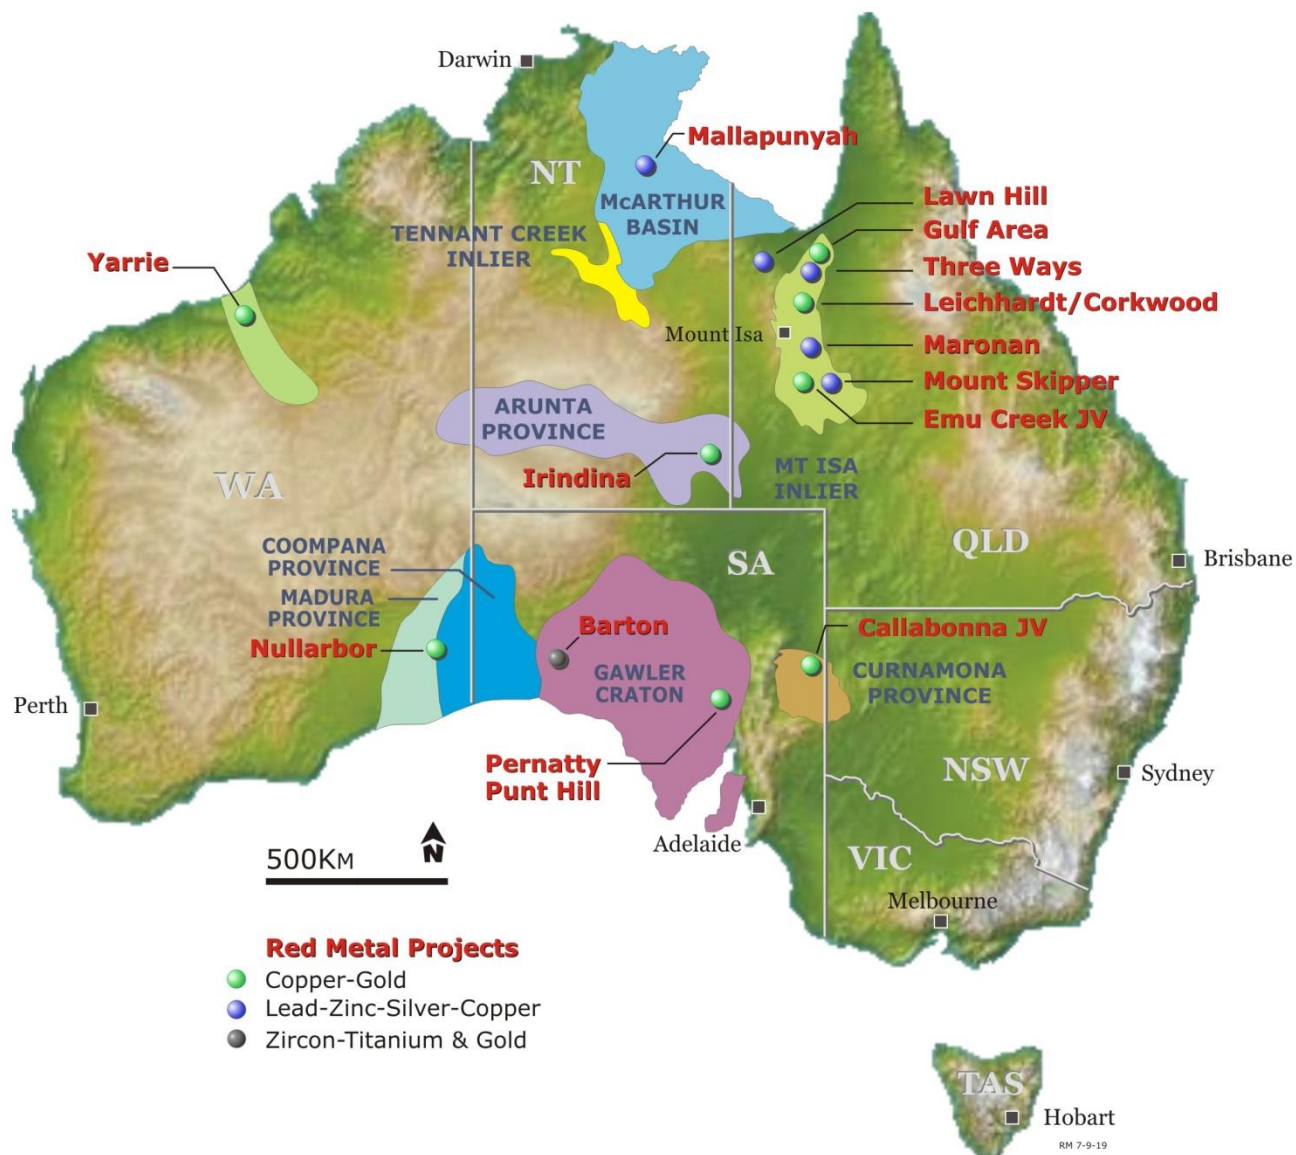 Darwin
Mallapunyah
NT
McARTHUR
BASIN
Lawn Hill
Gulf Area
TENNANT CREEK
INLIER
Three Ways
Yarrie
Leichhardt/Corkwood
Mount Isa
Maronan
Mount Skipper
Emu Creek JV
ARUNTA
PROVINCE
Irindina
MT ISA
INLIER
WA
QLD
COOMPANA
PROVINCE
SA
Brisbane
MADURA
PROVINCE
Nullarbor
Barton
Callabonna JV
GAWLER
CRATON
CURNAMONA
PROVINCE
Perth
Pernatty
Punt Hill
NSW
Sydney
Adelaide
VIC
500KM
N
Melbourne
Red Metal Projects
Copper-Gold
Lead-Zinc-Silver-Copper
Zircon-Titanium & Gold
TAS
Hobart
RM 7-9-19